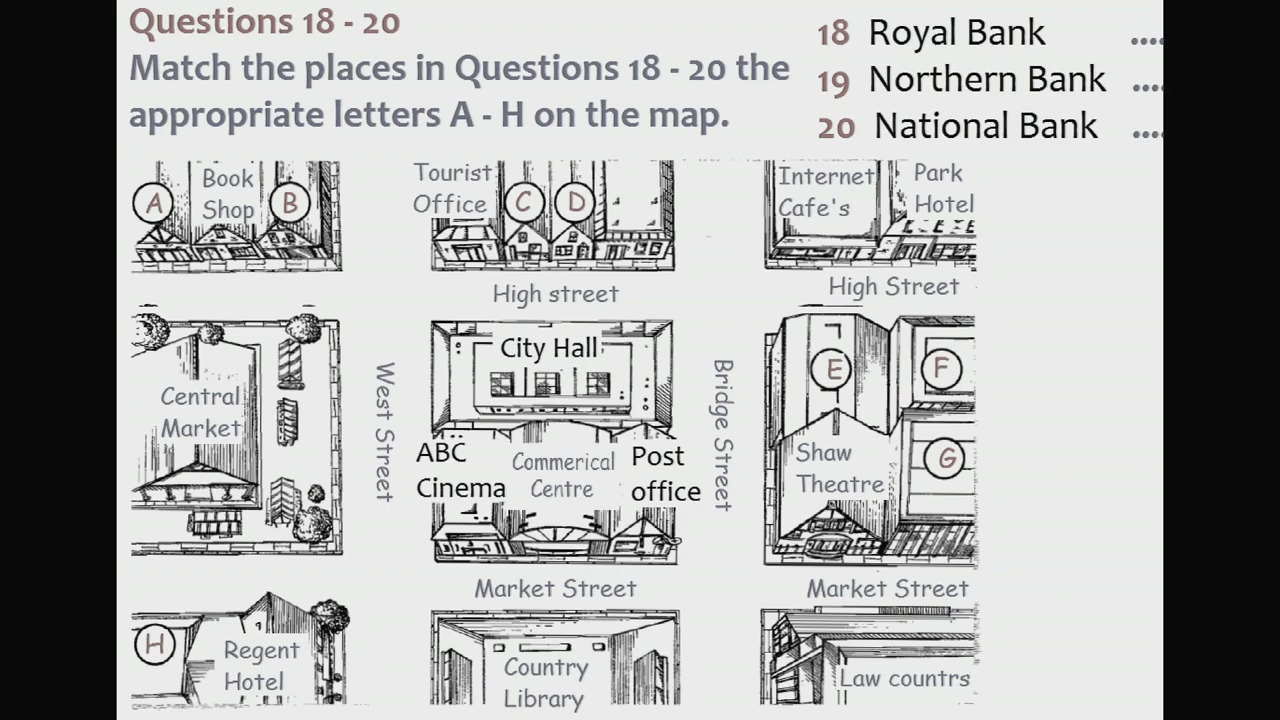 Questions 18 - 20
Match the places in Questions 18 - 20 the
appropriate letters A - H on the map.
18 Royal Bank ....
19 Northern Bank ....
20 National Bank ....
A
Book
Shop
B
Tourist
Office
C
D
Internet
Cafe's
Park
Hotel
High street
High Street
City Hall
Central
Market
West Street
Bridge Street
E
F
ABC
Cinema
Commerical
Centre
Post
office
Shaw
Theatre
G
Market Street
Market Street
H
Regent
Hotel
Country
Library
Law countrs